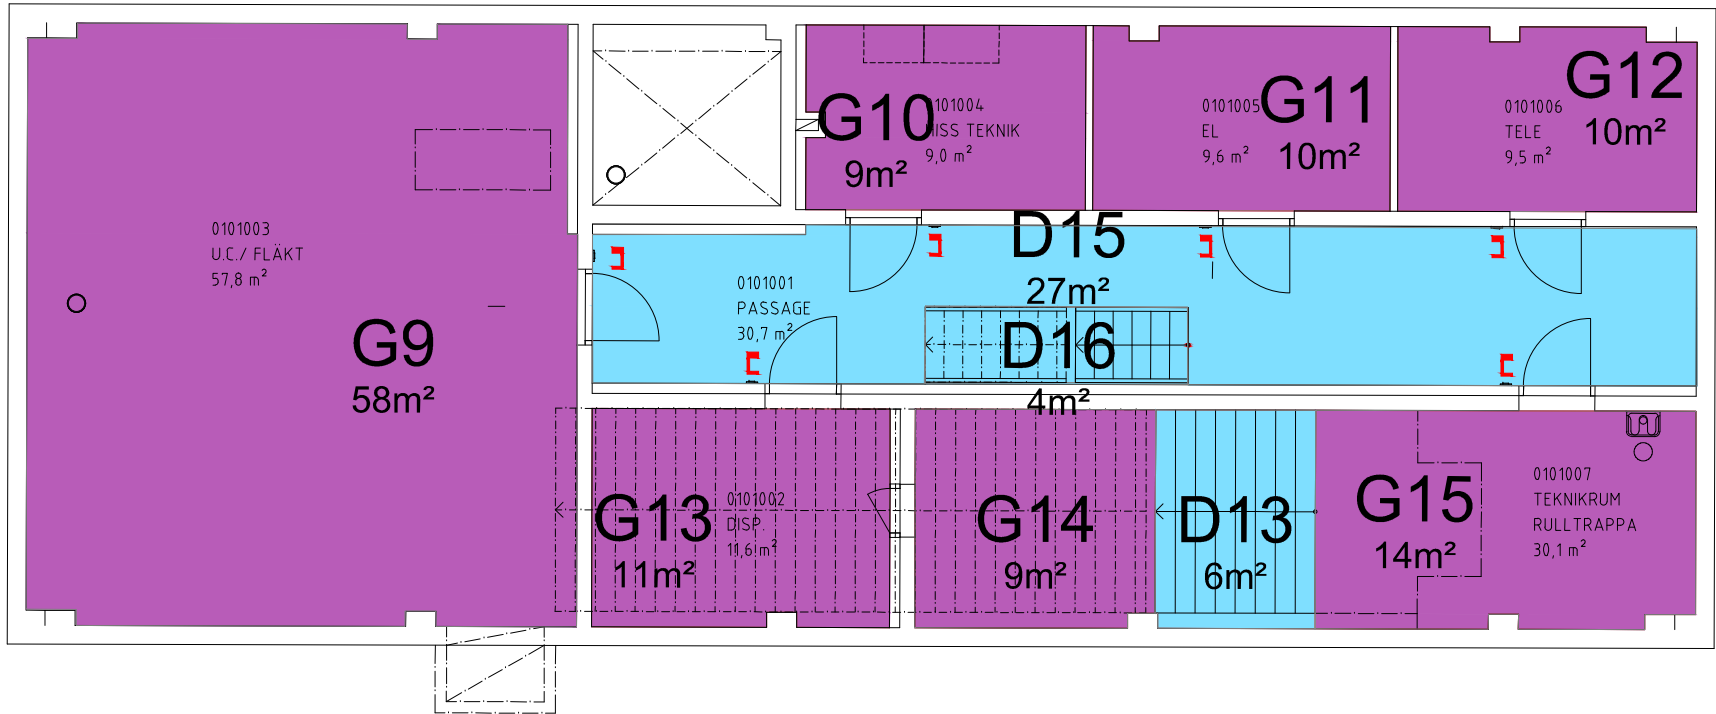 G10
9m²
0101004
HISS TEKNIK
9,0 m²
0101005
EL
9,6 m²
G11
10m²
0101006
TELE
9,5 m²
G12
10m²
0101003
U.C./ FLÄKT
57,8 m²
G9
58m²
0101001
PASSAGE
30,7 m²
D15
27m²
D16
4m²
G13
11m²
0101002
DISP.
11,6 m²
G14
9m²
D13
6m²
G15
14m²
0101007
TEKNIKRUM
RULLTRAPPA
30,1 m²